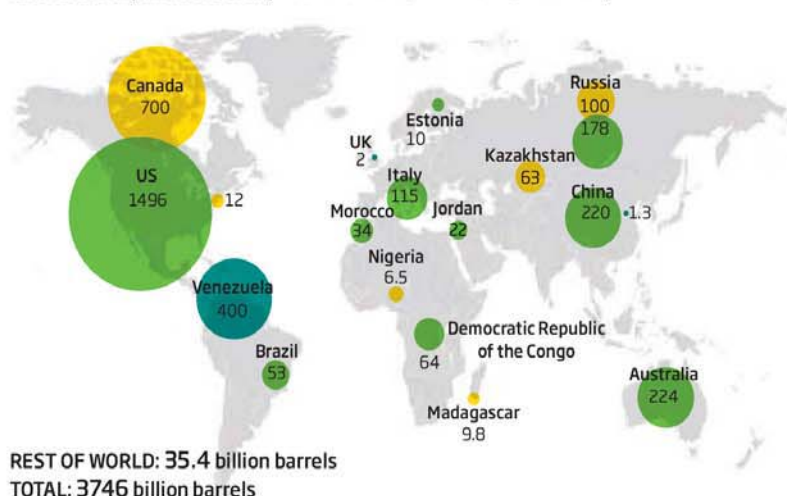 Canada
700
Russia
100
178
Estonia
10
UK
2
Kazakhstan
63
US
1496
12
Italy
115
China
220
1.3
Morocco
34
Jordan
22
Nigeria
6.5
Venezuela
400
Democratic Republic
of the Congo
64
Brazil
53
Australia
224
Madagascar
9.8
REST OF WORLD: 35.4 billion barrels
TOTAL: 3746 billion barrels